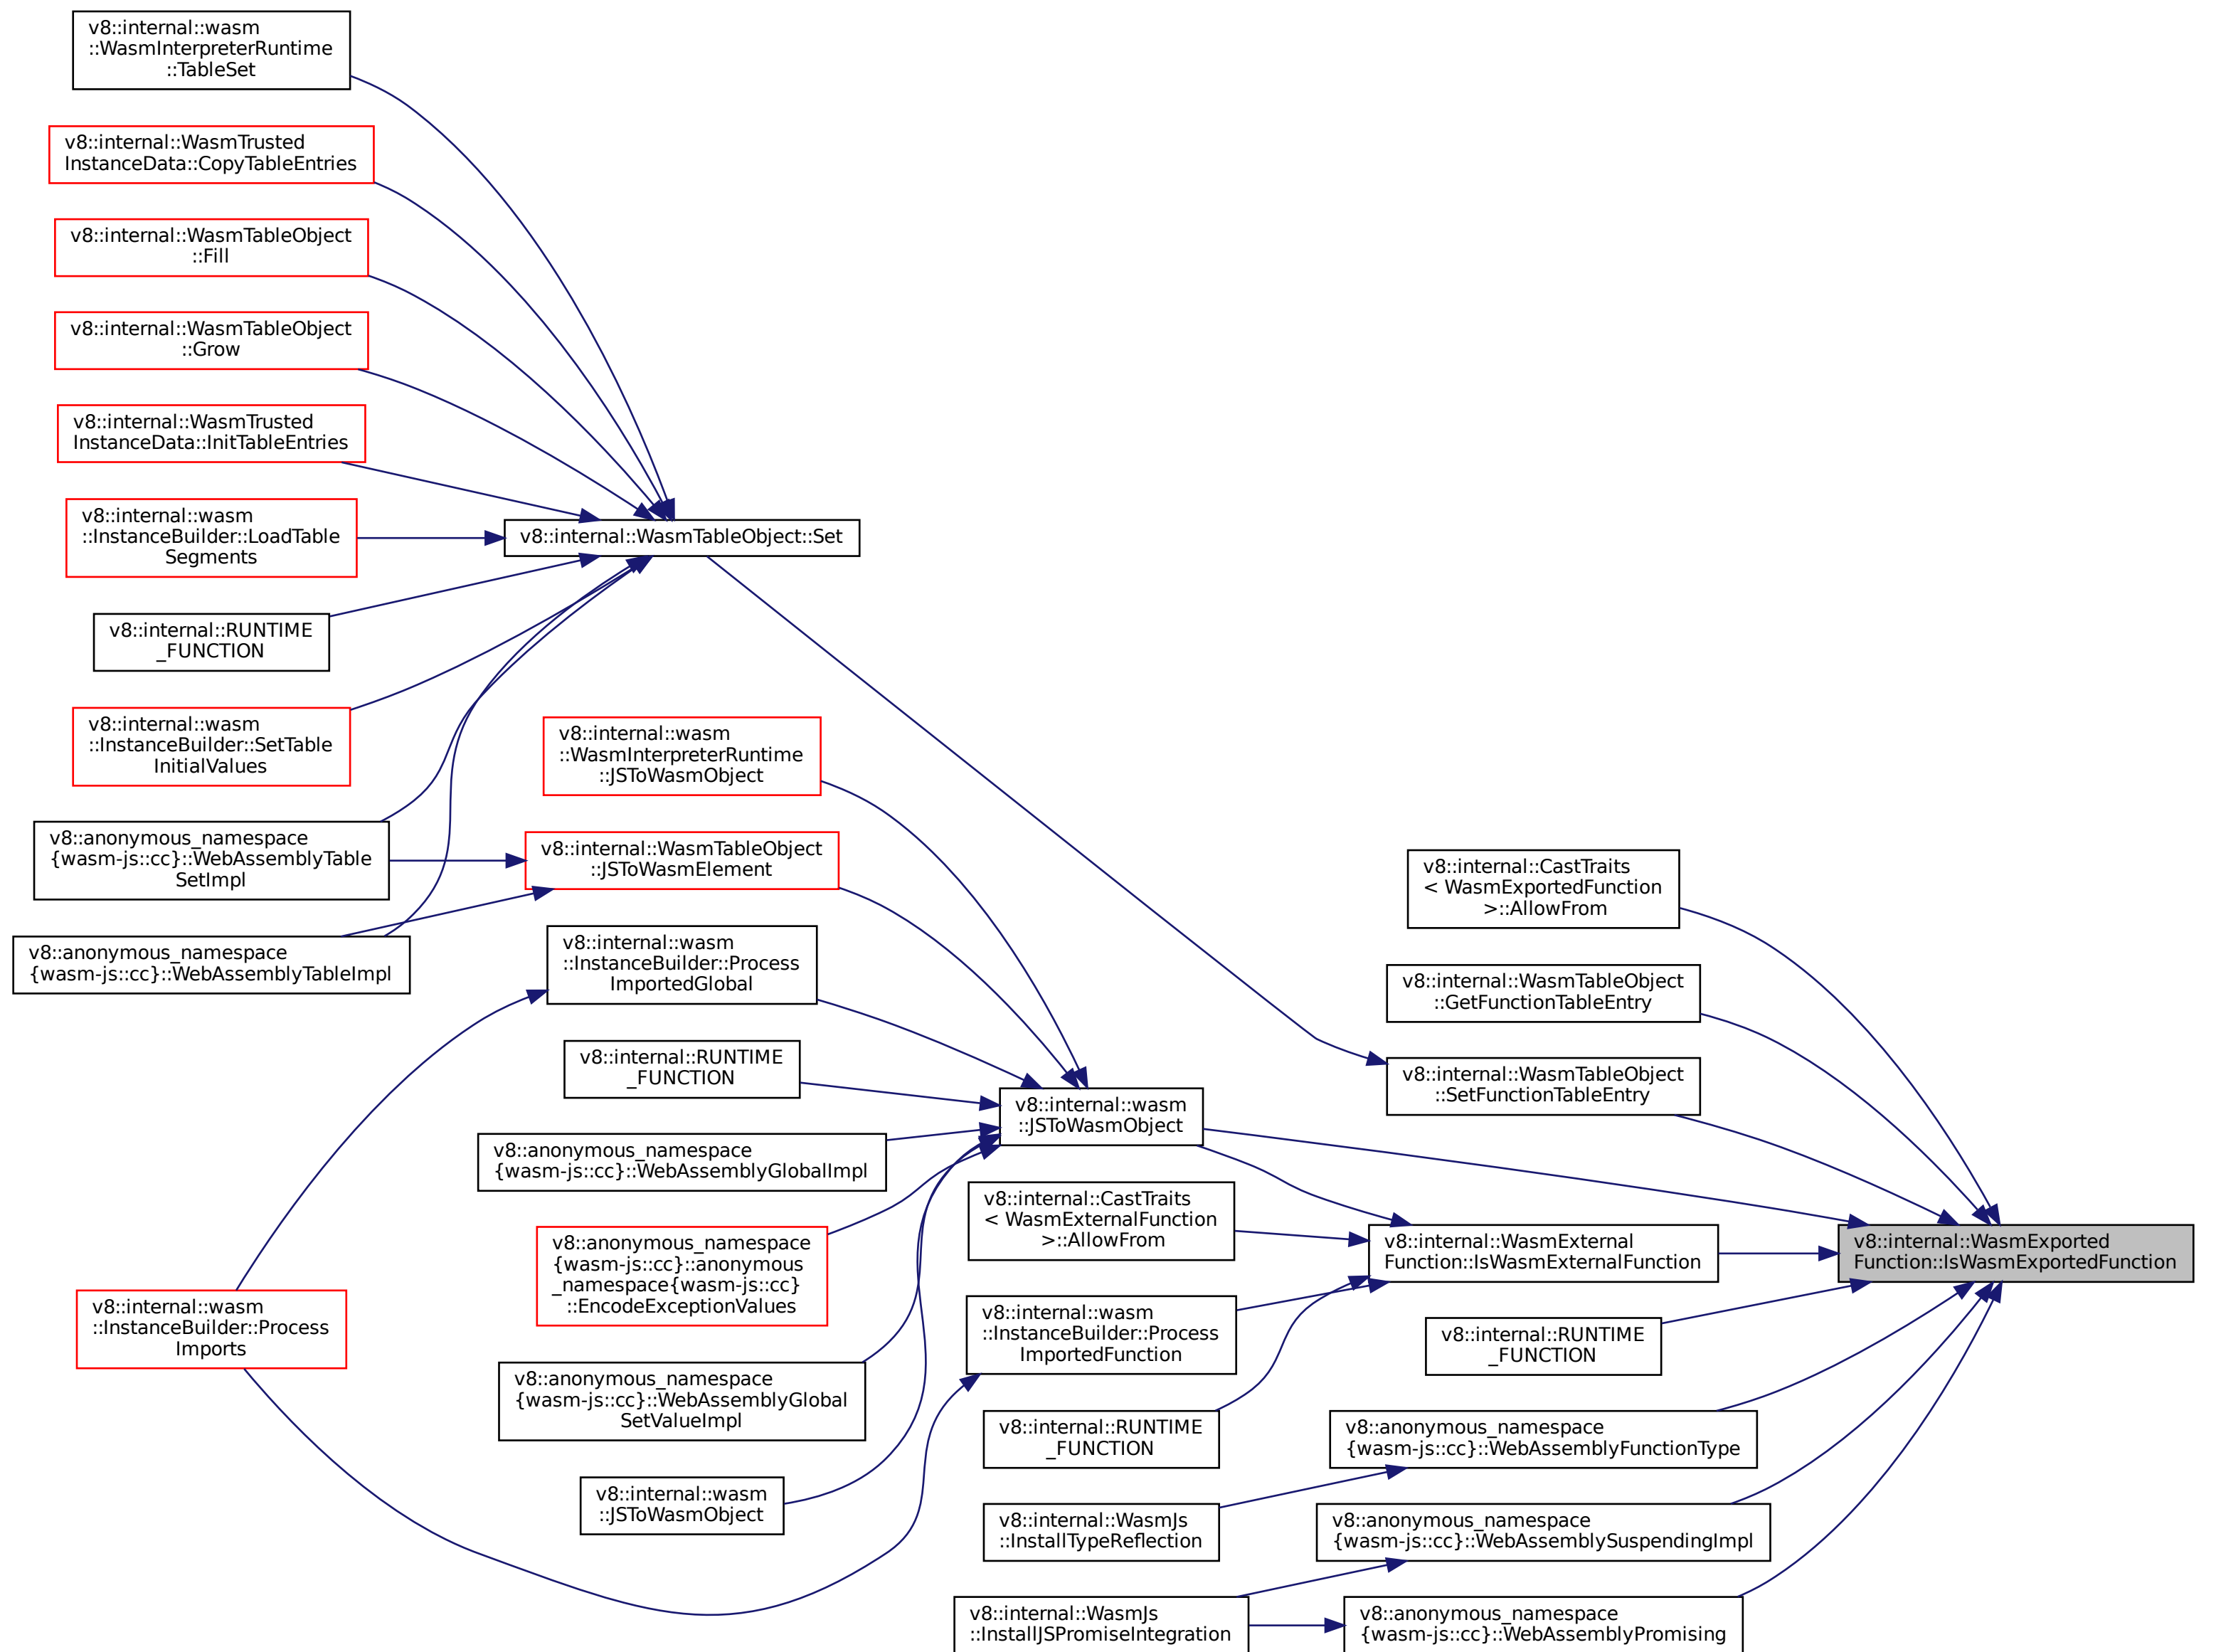 v8::internal::wasm
::WasmInterpreterRuntime
::TableSet
v8::internal::WasmTrusted
InstanceData::CopyTableEntries
v8::internal::WasmTableObject
::Fill
v8::internal::WasmTableObject
::Grow
v8::internal::WasmTrusted
InstanceData::InitTableEntries
v8::internal::wasm
::InstanceBuilder::LoadTable
Segments
v8::internal::RUNTIME
_FUNCTION
v8::internal::wasm
::InstanceBuilder::SetTable
InitialValues
v8::anonymous_namespace
{wasm-js::cc}::WebAssemblyTable
SetImpl
v8::anonymous_namespace
{wasm-js::cc}::WebAssemblyTableImpl
v8::internal::wasm
::InstanceBuilder::Process
Imports
v8::internal::WasmTableObject::Set
v8::internal::wasm
::WasmInterpreterRuntime
::JSToWasmObject
v8::internal::WasmTableObject
::JSToWasmElement
v8::internal::wasm
::InstanceBuilder::Process
ImportedGlobal
v8::internal::RUNTIME
_FUNCTION
v8::anonymous_namespace
{wasm-js::cc}::WebAssemblyGlobalImpl
v8::anonymous_namespace
{wasm-js::cc}::anonymous
_namespace{wasm-js::cc}
::EncodeExceptionValues
v8::anonymous_namespace
{wasm-js::cc}::WebAssemblyGlobal
SetValueImpl
v8::internal::wasm
::JSToWasmObject
v8::internal::wasm
::JSToWasmObject
v8::internal::CastTraits
< WasmExternalFunction
>::AllowFrom
v8::internal::wasm
::InstanceBuilder::Process
ImportedFunction
v8::internal::RUNTIME
_FUNCTION
v8::internal::WasmJs
::InstallTypeReflection
v8::internal::WasmJs
::InstallJSPromiseIntegration
v8::internal::CastTraits
< WasmExportedFunction
>::AllowFrom
v8::internal::WasmTableObject
::GetFunctionTableEntry
v8::internal::WasmTableObject
::SetFunctionTableEntry
v8::internal::WasmExternal
Function::IsWasmExternalFunction
v8::internal::RUNTIME
_FUNCTION
v8::anonymous_namespace
{wasm-js::cc}::WebAssemblyFunctionType
v8::anonymous_namespace
{wasm-js::cc}::WebAssemblySuspendingImpl
v8::anonymous_namespace
{wasm-js::cc}::WebAssemblyPromising
v8::internal::WasmExported
Function::IsWasmExportedFunction